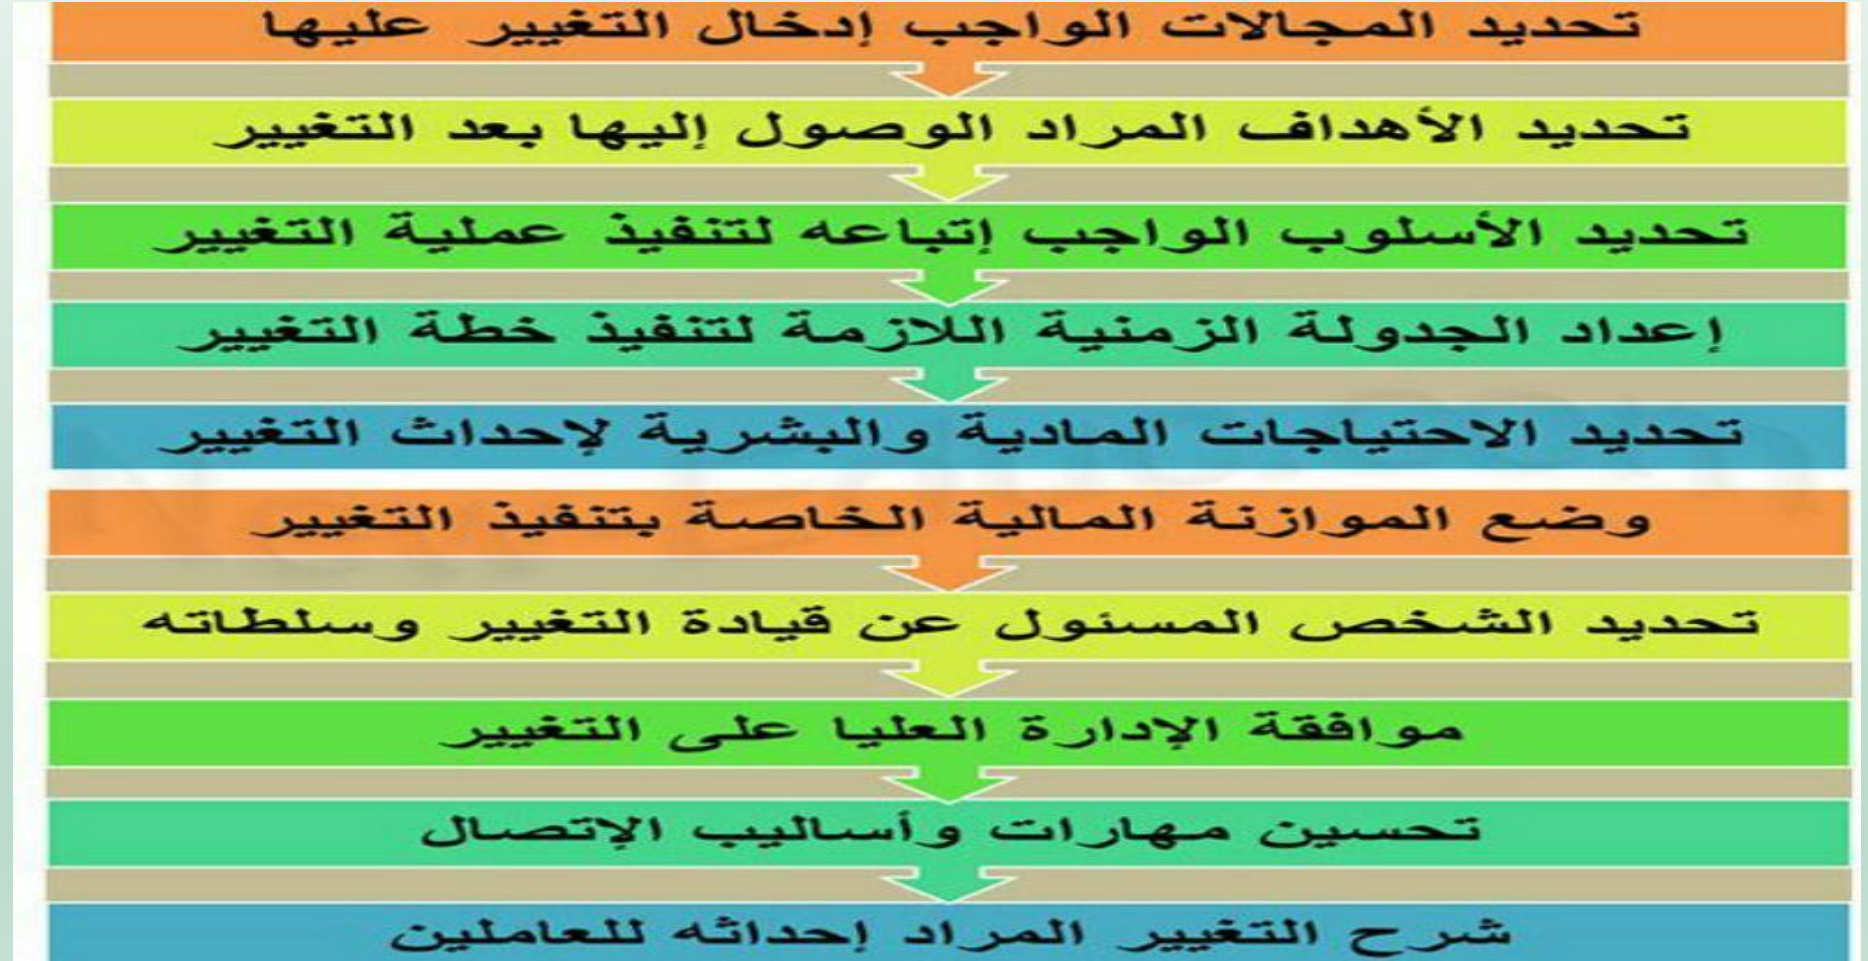 تحديد المجالات الواجب إدخال التغيير عليها
تحديد الأهداف المراد الوصول إليها بعد التغيير
تحديد الأسلوب الواجب إتباعه لتنفيذ عملية التغيير
إعداد الجدولة الزمنية اللازمة لتنفيذ خطة التغيير
تحديد الاحتياجات المادية والبشرية لإحداث التغيير
وضع الموازنة المالية الخاصة بتنفيذ التغيير
تحديد الشخص المسئول عن قيادة التغيير وسلطاته
موافقة الإدارة العليا على التغيير
تحسين مهارات وأساليب الإتصال
شرح التغيير المراد إحداثه للعاملين